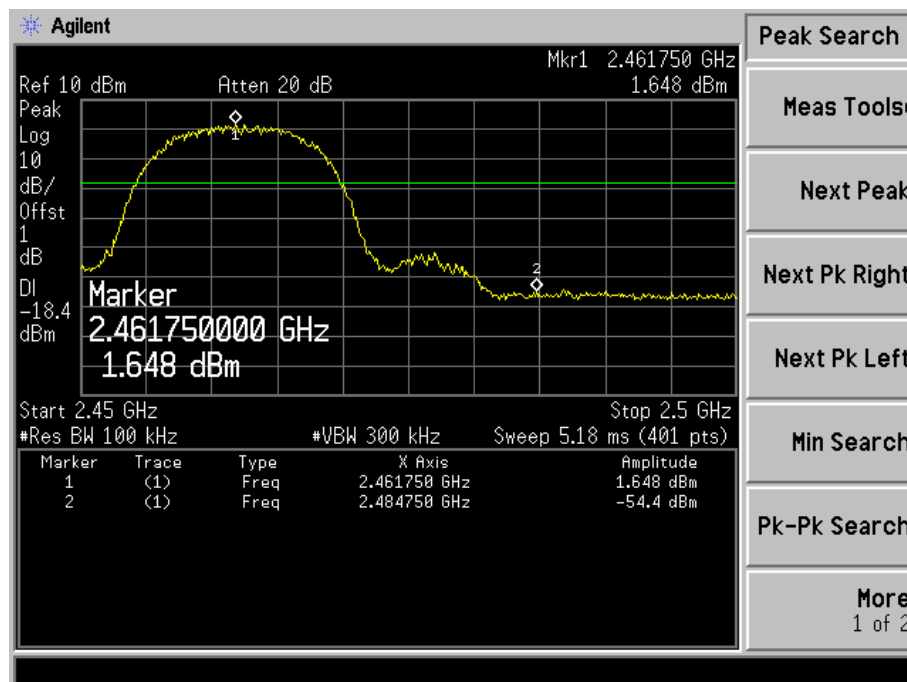 Agilent
Peak Search
Mkr1 2.461750 GHz
Ref 10 dBm Atten 20 dB 1.648 dBm
Peak
Log
10
dB/
Offst
1
dB
DI
-18.4
dBm
1
2
Marker
2.461750000 GHz
1.648 dBm
Start 2.45 GHz Stop 2.5 GHz
#Res BW 100 kHz #VBW 300 kHz Sweep 5.18 ms (401 pts)
Marker Trace Type X Axis Amplitude
1 (1) Freq 2.461750 GHz 1.648 dBm
2 (1) Freq 2.484750 GHz -54.4 dBm
Meas Tools
Next Peak
Next Pk Right
Next Pk Left
Min Search
Pk-Pk Search
More
1 of 2